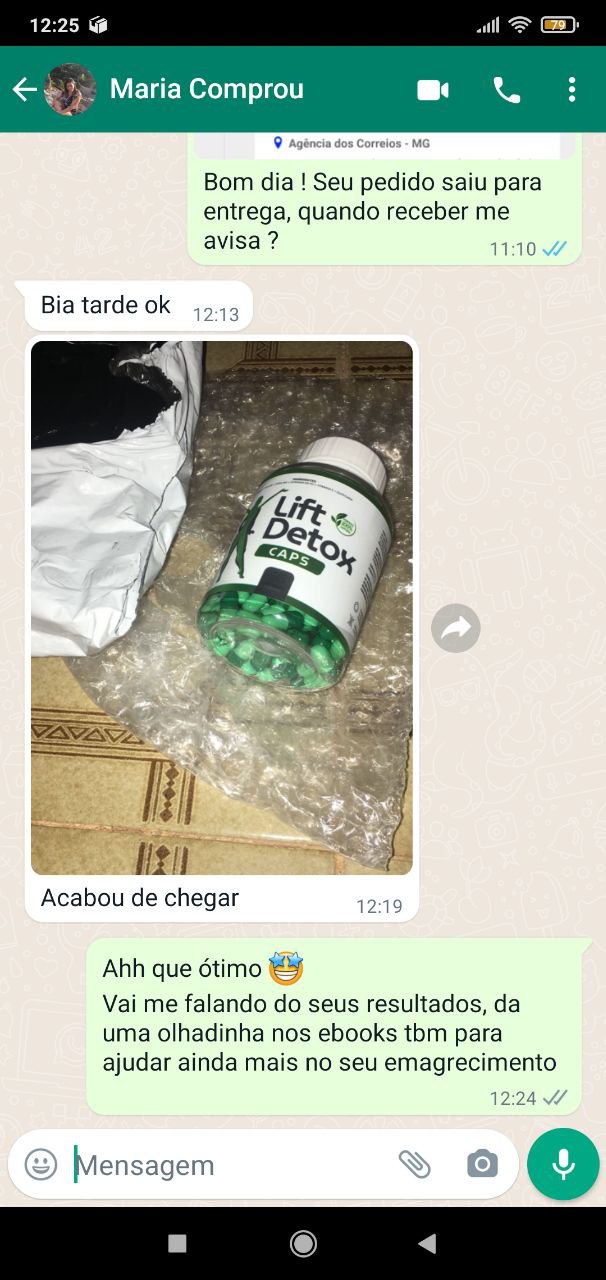 12:25
79
Maria Comprou
Agência dos Correios - MG
Bom dia ! Seu pedido saiu para
entrega, quando receber me
avisa ?
11:10
Bia tarde ok
12:13
Lift
Detox
CAPS
Acabou de chegar
12:19
Ahh que ótimo
Vai me falando do seus resultados, da
uma olhadinha nos ebooks tbm para
ajudar ainda mais no seu emagrecimento
12:24
Mensagem